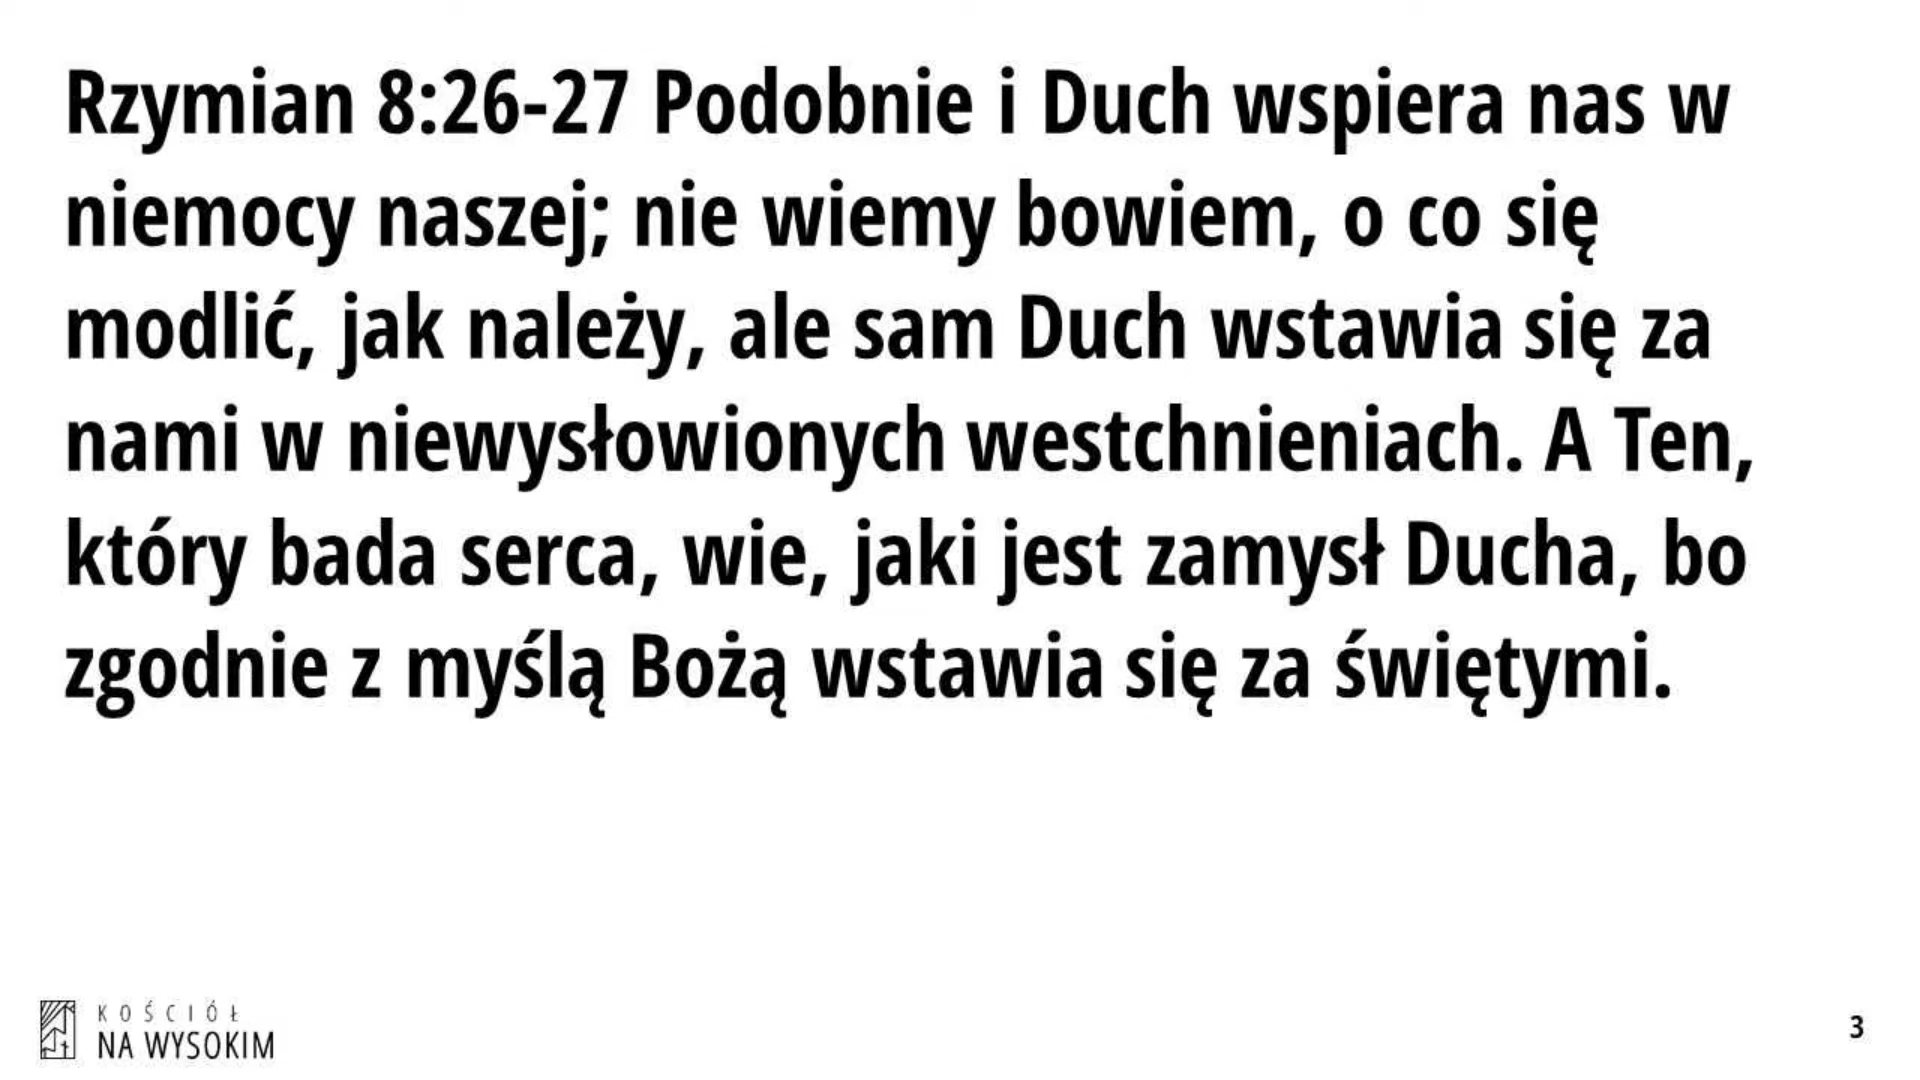 Rzymian 8:26-27 Podobnie i Duch wspiera nas w
niemocy naszej; nie wiemy bowiem, o co się
modlić, jak należy, ale sam Duch wstawia się za
nami w niewysłowionych westchnieniach. A Ten,
który bada serca, wie, jaki jest zamysł Ducha, bo
zgodnie z myślą Bożą wstawia się za świętymi.
KOŚCIÓŁ
NA WYSOKIM
3